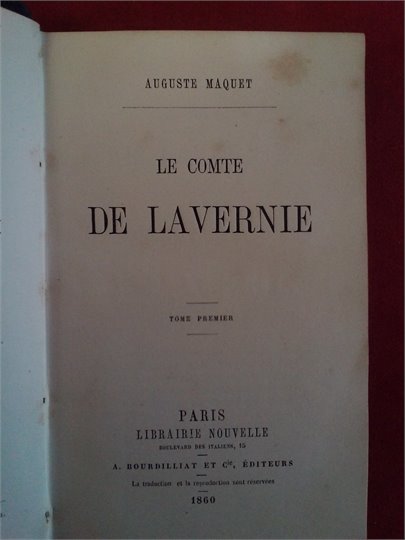 AUGUSTE MAQUET
LE COMTE
DE LAVERNIE
TOME PREMIER
PARIS
LIBRAIRIE NOUVELLE
BOULEVARD DES ITALIENS, 15
A. BOURDILLIAT ET Cie, ÉDITEURS
La traduction et la reproduction sont réservées
1860